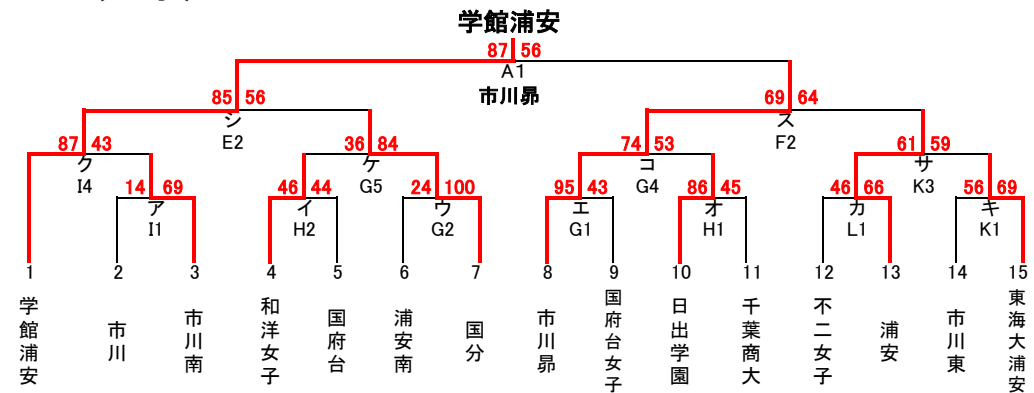 学館浦安
87 56
A1
市川昴
85 56
シ
E2
69 64
ス
F2
87 43
ク
I4
36 84
ケ
G5
74 53
コ
G4
61 59
サ
K3
14 69
ア
I1
46 44
イ
H2
24 100
ウ
G2
95 43
エ
G1
86 45
オ
H1
46 66
カ
L1
56 69
キ
K1
1 2 3 4 5 6 7 8 9 10 11 12 13 14 15
学館浦安
市川
市川南
和洋女子
国府台
浦安南
国分
市川昴
国府台女子
日出学園
千葉商大
不二女子
浦安
市川東
東海大浦安